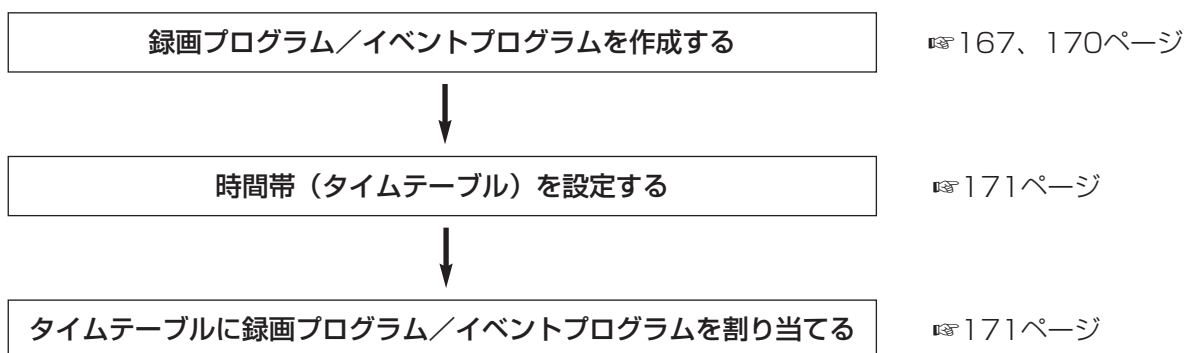 録画プログラム／イベントプログラムを作成する ☞167、170ページ
時間帯（タイムテーブル）を設定する ☞171ページ
タイムテーブルに録画プログラム／イベントプログラムを割り当てる ☞171ページ